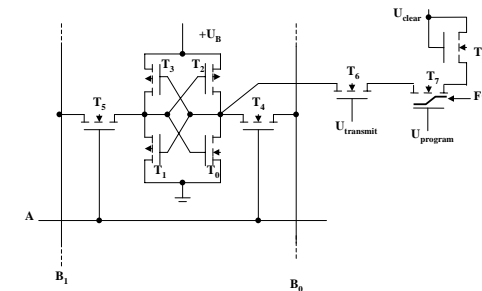 U_clear
+U_B
T
T_3
T_2
T_6
T_7
T_5
T_4
F
U_transmit
U_program
T_1
T_0
A
B_1
B_0